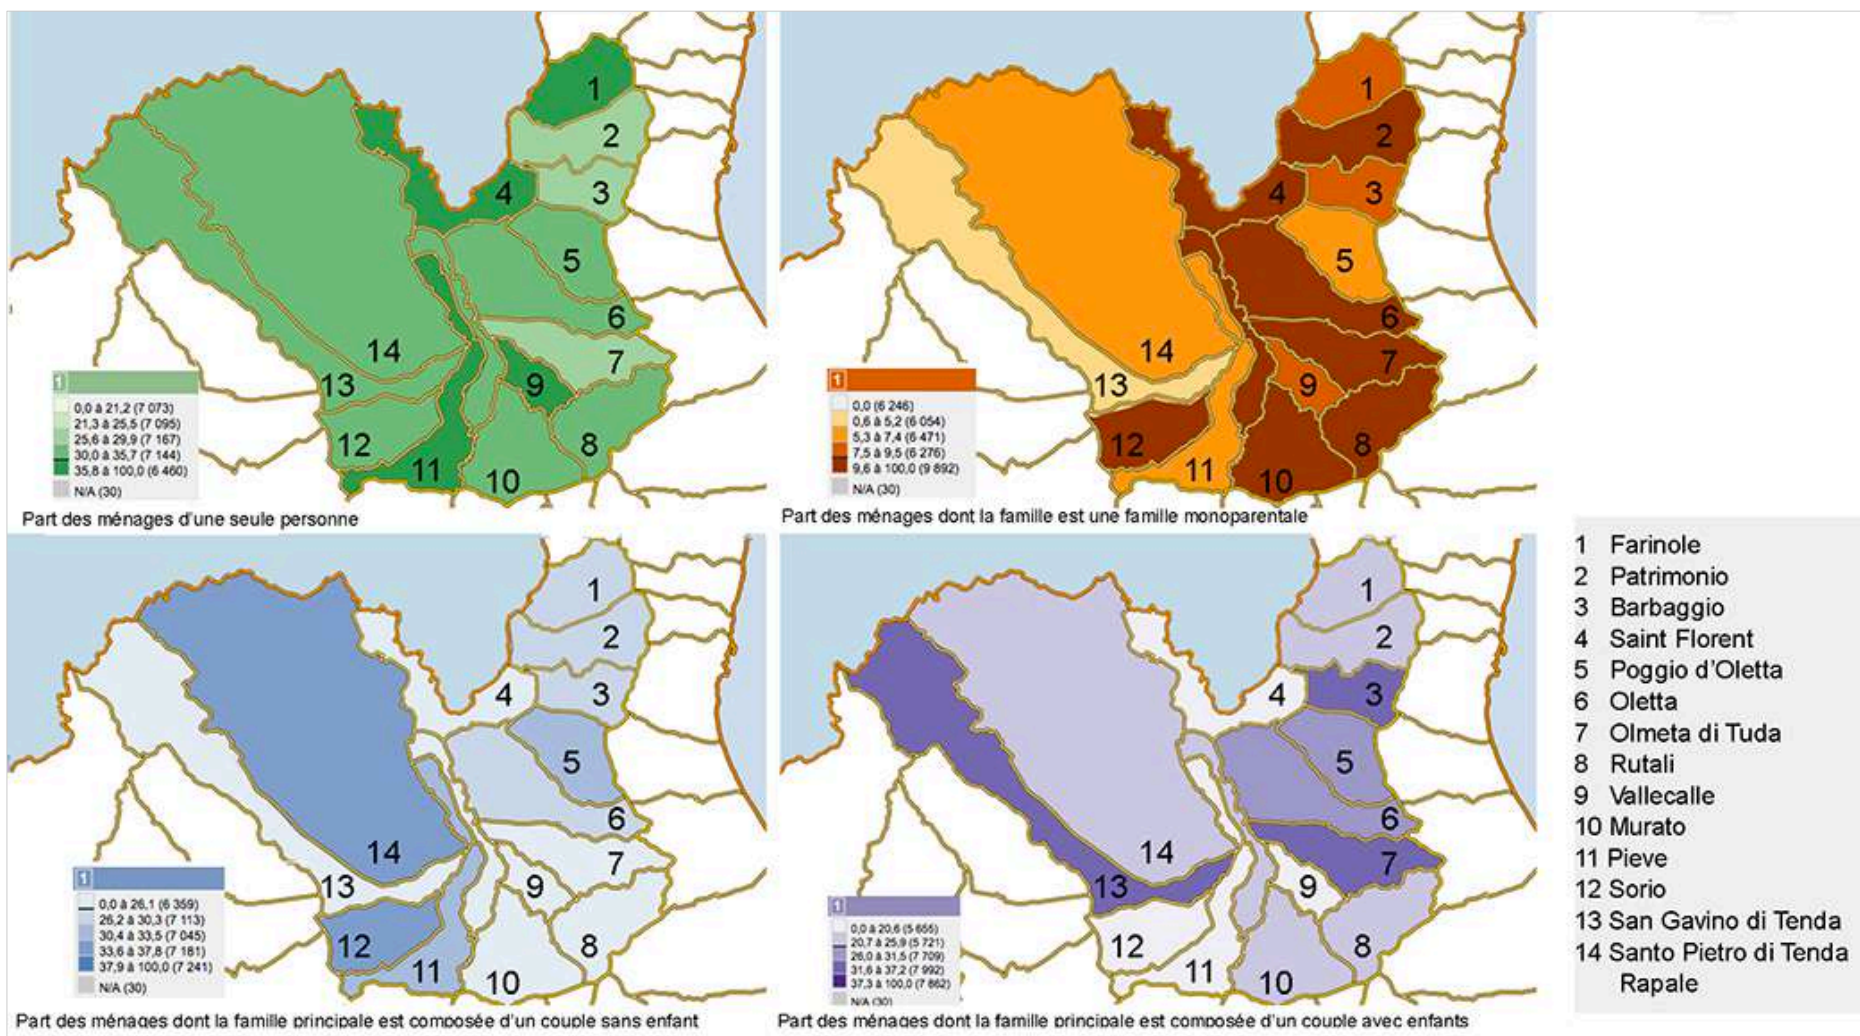 1
2
3
4
5
6
7
8
9
10
11
12
13
14
1
0,0 à 21,2 (7 073)
21,3 à 25,5 (7 095)
25,6 à 29,9 (7 167)
30,0 à 35,7 (7 144)
35,8 à 100,0 (6 460)
N/A (30)
Part des ménages d'une seule personne
1
2
3
4
5
6
7
8
9
10
11
12
13
14
1
0,0 (6 246)
0,6 à 5,2 (6 054)
5,3 à 7,4 (6 471)
7,5 à 9,5 (6 276)
9,6 à 100,0 (9 892)
N/A (30)
Part des ménages dont la famille est une famille monoparentale
1
2
3
4
5
6
7
8
9
10
11
12
13
14
1
0,0 à 26,1 (6 359)
26,2 à 30,3 (7 113)
30,4 à 33,5 (7 045)
33,6 à 37,8 (7 181)
37,9 à 100,0 (7 241)
N/A (30)
Part des ménages dont la famille principale est composée d'un couple sans enfant
1
2
3
4
5
6
7
8
9
10
11
12
13
14
1
0,0 à 20,6 (5 655)
20,7 à 25,9 (5 721)
26,0 à 31,5 (7 709)
31,6 à 37,2 (7 992)
37,3 à 100,0 (7 862)
N/A (30)
Part des ménages dont la famille principale est composée d'un couple avec enfants
1 Farinole
2 Patrimonio
3 Barbaggio
4 Saint Florent
5 Poggio d'Oletta
6 Oletta
7 Olmeta di Tuda
8 Rutali
9 Vallecalle
10 Murato
11 Pieve
12 Sorio
13 San Gavino di Tenda
14 Santo Pietro di Tenda
Rapale